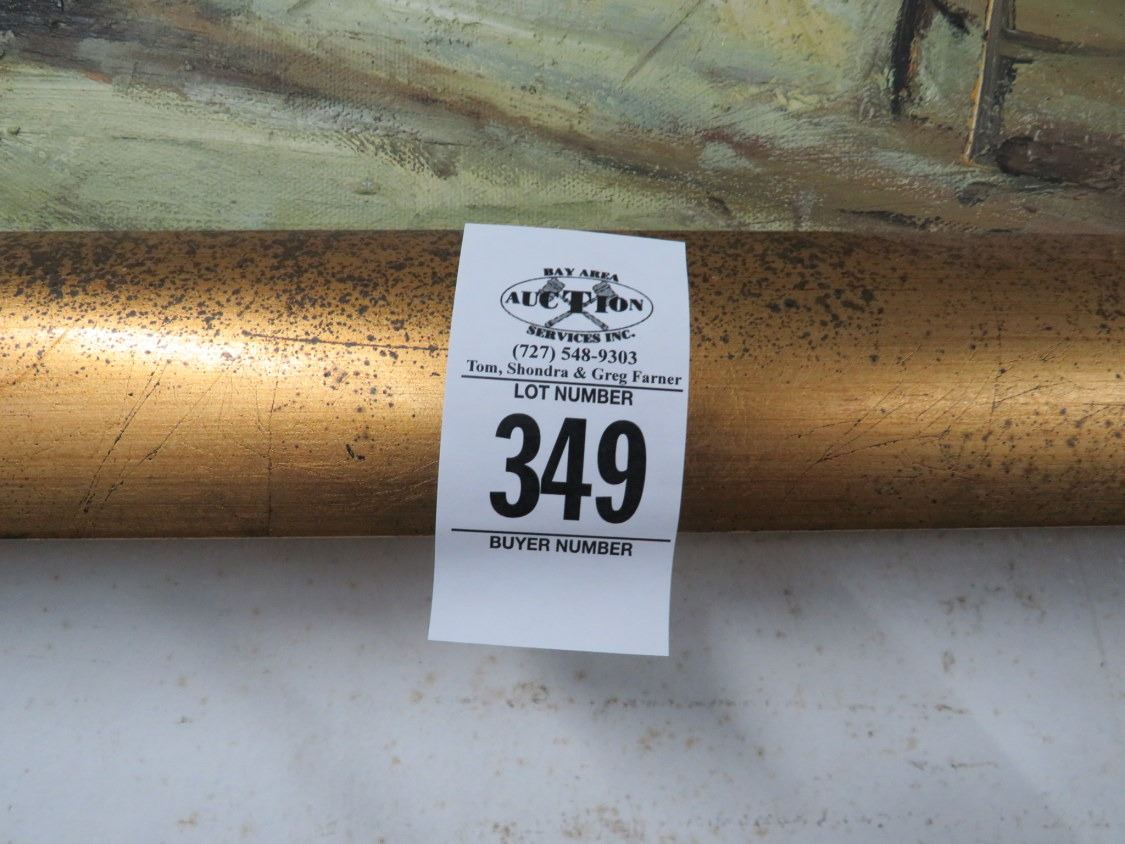 BAY AREA
AUCTION
SERVICES INC.
(727) 548-9303
Tom, Shondra & Greg Farner
LOT NUMBER
349
BUYER NUMBER